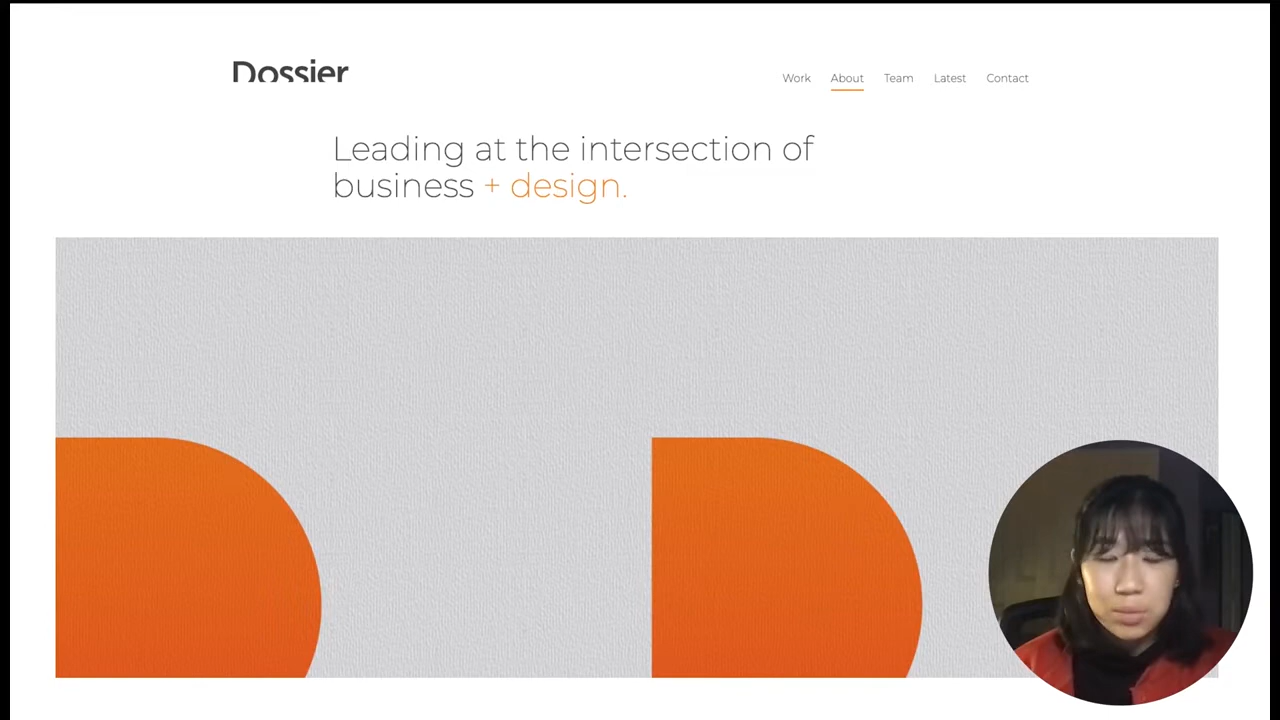 Dossier
Work About Team Latest Contact
Leading at the intersection of
business + design.